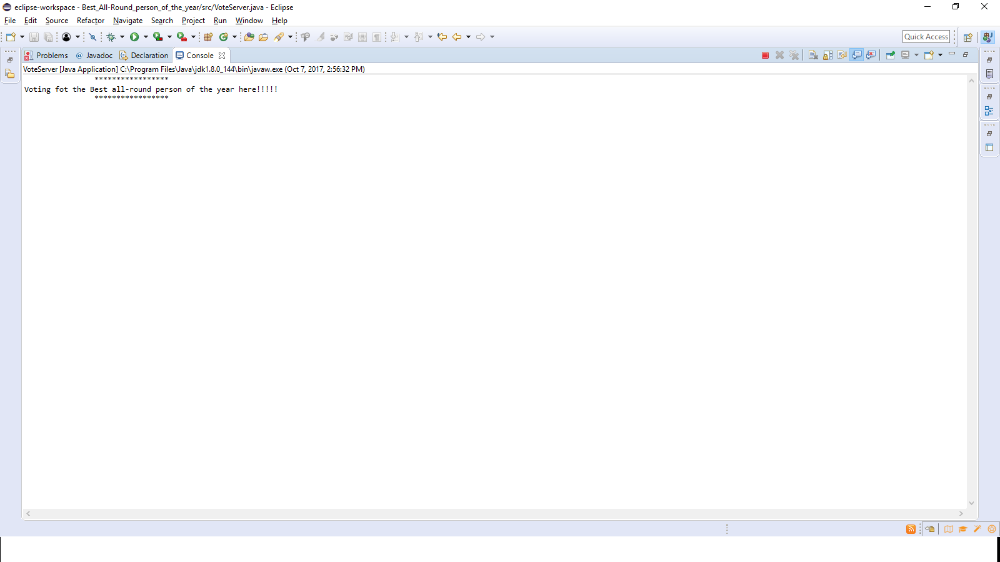 eclipse-workspace - Best_All-Round_person_of_the_year/src/VoteServer.java - Eclipse
File Edit Source Refactor Navigate Search Project Run Window Help
Quick Access
Problems @ Javadoc Declaration Console
VoteServer [Java Application] C:\Program Files\Java\jdk1.8.0_144\bin\javaw.exe (Oct 7, 2017, 2:56:32 PM)
*****************
Voting fot the Best all-round person of the year here!!!!!
*****************